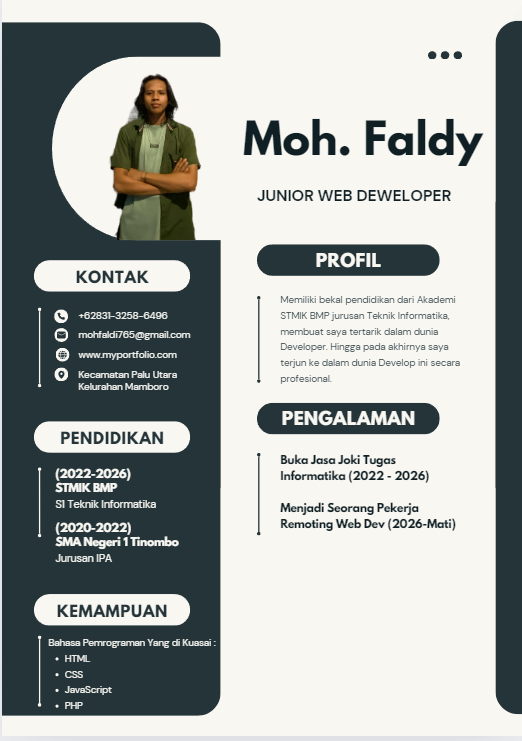 Moh. Faldy
JUNIOR WEB DEWELOPER
KONTAK
+62831-3258-6496
mohfaldi765@gmail.com
www.myportfolio.com
Kecamatan Palu Utara
Kelurahan Mamboro
PENDIDIKAN
(2022-2026)
STMIK BMP
S1 Teknik Informatika
(2020-2022)
SMA Negeri 1 Tinombo
Jurusan IPA
KEMAMPUAN
Bahasa Pemrograman Yang di Kuasai :
• HTML
• CSS
• JavaScript
• PHP
PROFIL
Memiliki bekal pendidikan dari Akademi
STMIK BMP jurusan Teknik Informatika,
membuat saya tertarik dalam dunia
Developer. Hingga pada akhirnya saya
terjun ke dalam dunia Develop ini secara
profesional.
PENGALAMAN
Buka Jasa Joki Tugas
Informatika (2022 - 2026)
Menjadi Seorang Pekerja
Remoting Web Dev (2026-Mati)